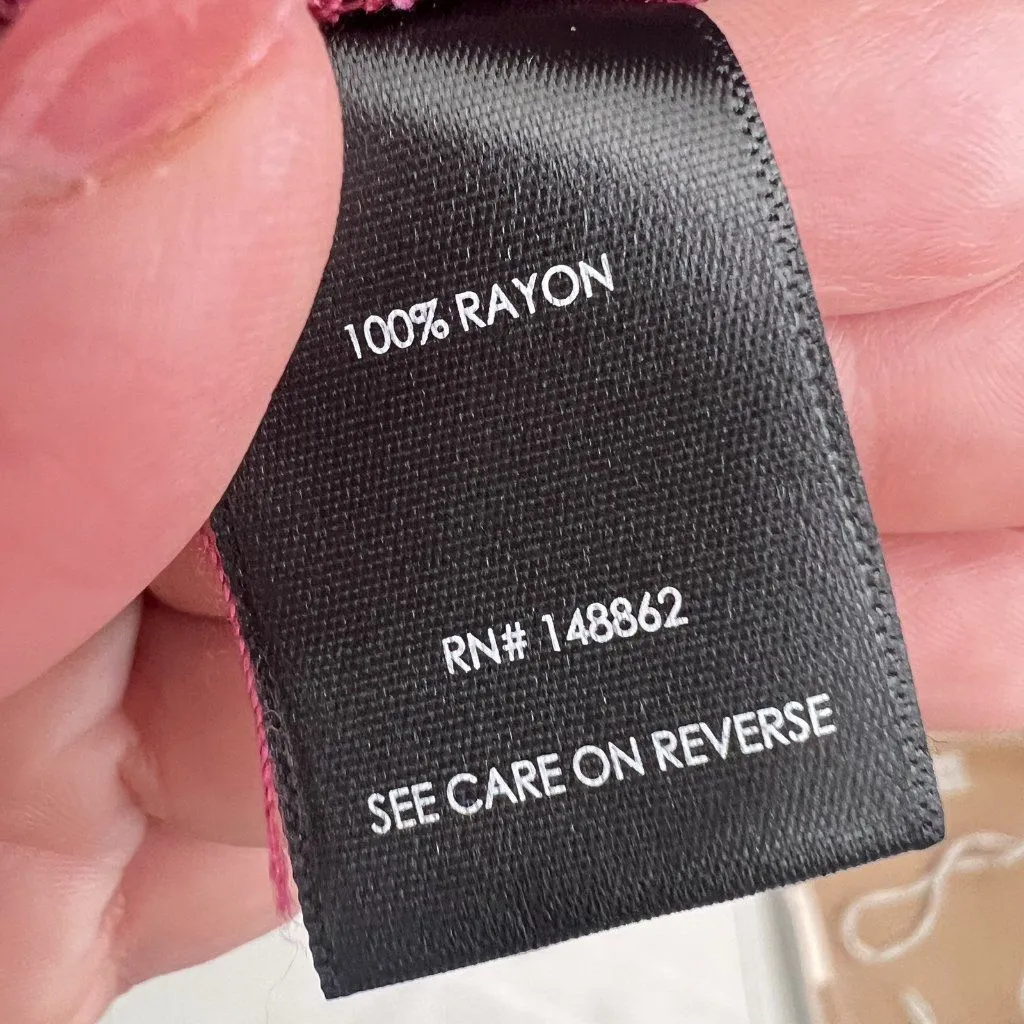 100% RAYON
RN# 148862
SEE CARE ON REVERSE